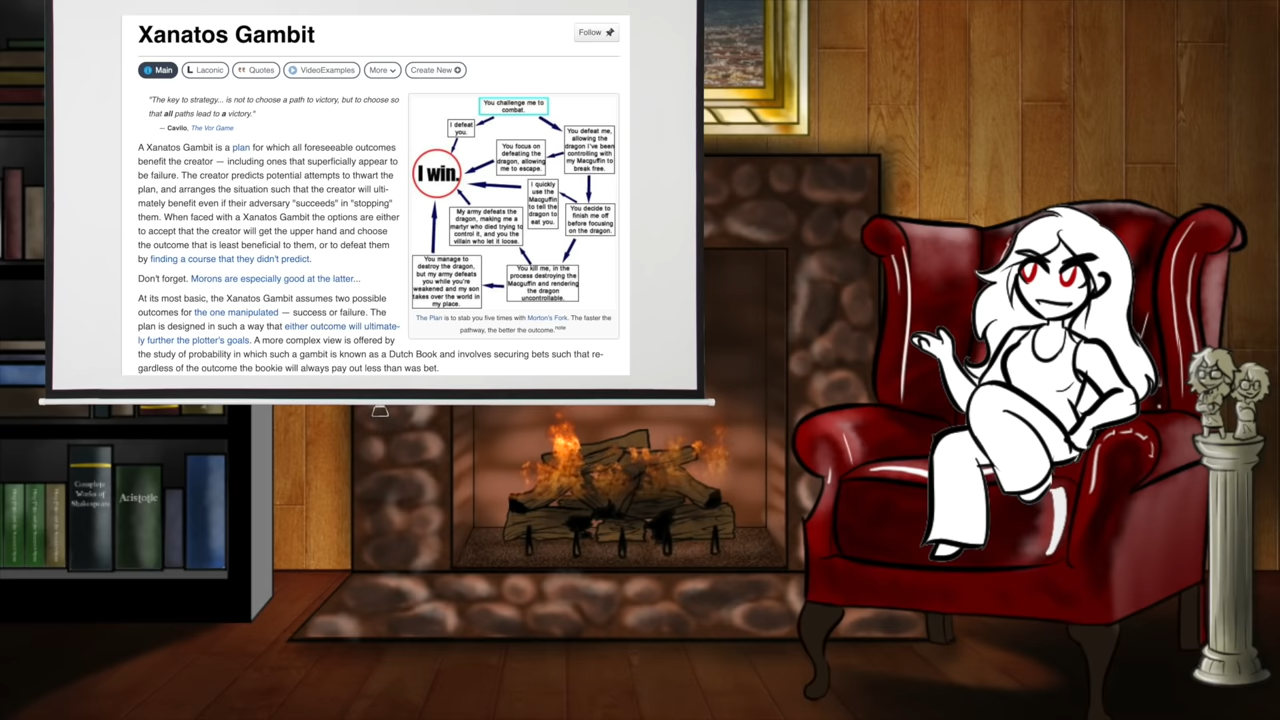 Xanatos Gambit
Follow
Main
Laconic
Quotes
VideoExamples
More
Create New
"The key to strategy... is not to choose a path to victory, but to choose so
that all paths lead to a victory."
— Cavilo, The Vor Game
A Xanatos Gambit is a plan for which all foreseeable outcomes
benefit the creator — including ones that superficially appear to
be failure. The creator predicts potential attempts to thwart the
plan, and arranges the situation such that the creator will ulti-
mately benefit even if their adversary "succeeds" in "stopping"
them. When faced with a Xanatos Gambit the options are either
to accept that the creator will get the upper hand and choose
the outcome that is least beneficial to them, or to defeat them
by finding a course that they didn't predict.
Don't forget. Morons are especially good at the latter...
At its most basic, the Xanatos Gambit assumes two possible
outcomes for the one manipulated — success or failure. The
plan is designed in such a way that either outcome will ultimate-
ly further the plotter's goals. A more complex view is offered by
the study of probability in which such a gambit is known as a Dutch Book and involves securing bets such that re-
gardless of the outcome the bookie will always pay out less than was bet.
You challenge me to
combat.
I defeat
you.
You defeat me,
allowing the
dragon I've been
controlling with
my Macguffin to
break free.
You focus on
defeating the
dragon, allowing
me to escape.
I win.
I quickly
use the
Macguffin
to tell the
dragon to
eat you.
You decide to
finish me off
before focusing
on the dragon.
My army defeats the
dragon, making me a
martyr who died trying to
control it, and you the
villain who let it loose.
You manage to
destroy the dragon,
but my army defeats
you while you're
weakened and my son
takes over the world in
my place.
You kill me, in the
process destroying the
Macguffin and rendering
the dragon
uncontrollable.
The Plan is to stab you five times with Morton's Fork. The faster the
pathway, the better the outcome.note
Complete
Works of
Shakespeare
Aristotle